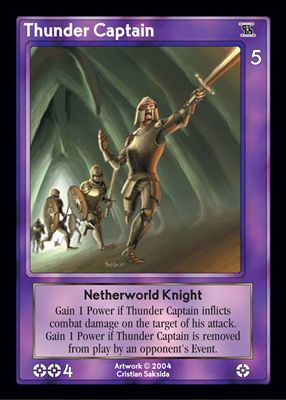 Thunder Captain
5
Netherworld Knight
Gain 1 Power if Thunder Captain inflicts
combat damage on the target of his attack.
Gain 1 Power if Thunder Captain is removed
from play by an opponent's Event.
4
Artwork © 2004
Cristian Saksida